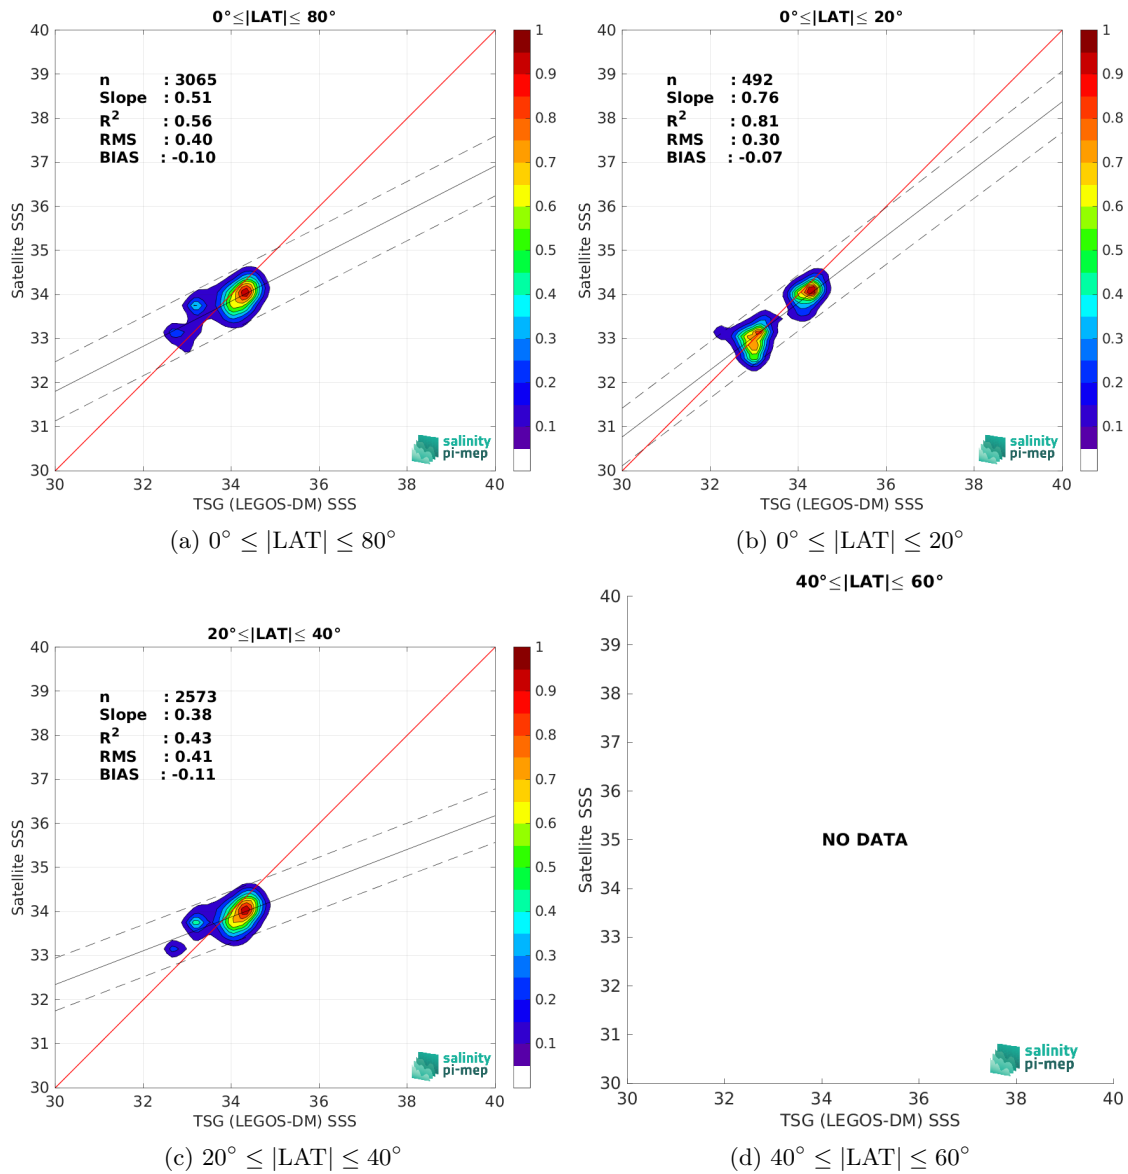 0°≤|LAT|≤ 80°
n : 3065
Slope : 0.51
R² : 0.56
RMS : 0.40
BIAS : -0.10
40
39
38
37
36
35
34
33
32
31
30
Satellite SSS
30 32 34 36 38 40
TSG (LEGOS-DM) SSS
1
0.9
0.8
0.7
0.6
0.5
0.4
0.3
0.2
0.1
salinity
pi-mep
(a) 0° ≤ |LAT| ≤ 80°
0°≤|LAT|≤ 20°
n : 492
Slope : 0.76
R² : 0.81
RMS : 0.30
BIAS : -0.07
40
39
38
37
36
35
34
33
32
31
30
Satellite SSS
30 32 34 36 38 40
TSG (LEGOS-DM) SSS
1
0.9
0.8
0.7
0.6
0.5
0.4
0.3
0.2
0.1
salinity
pi-mep
(b) 0° ≤ |LAT| ≤ 20°
20°≤|LAT|≤ 40°
n : 2573
Slope : 0.38
R² : 0.43
RMS : 0.41
BIAS : -0.11
40
39
38
37
36
35
34
33
32
31
30
Satellite SSS
30 32 34 36 38 40
TSG (LEGOS-DM) SSS
1
0.9
0.8
0.7
0.6
0.5
0.4
0.3
0.2
0.1
salinity
pi-mep
(c) 20° ≤ |LAT| ≤ 40°
40°≤|LAT|≤ 60°
40
39
38
37
36
35
34
33
32
31
30
Satellite SSS
NO DATA
30 32 34 36 38 40
TSG (LEGOS-DM) SSS
salinity
pi-mep
(d) 40° ≤ |LAT| ≤ 60°